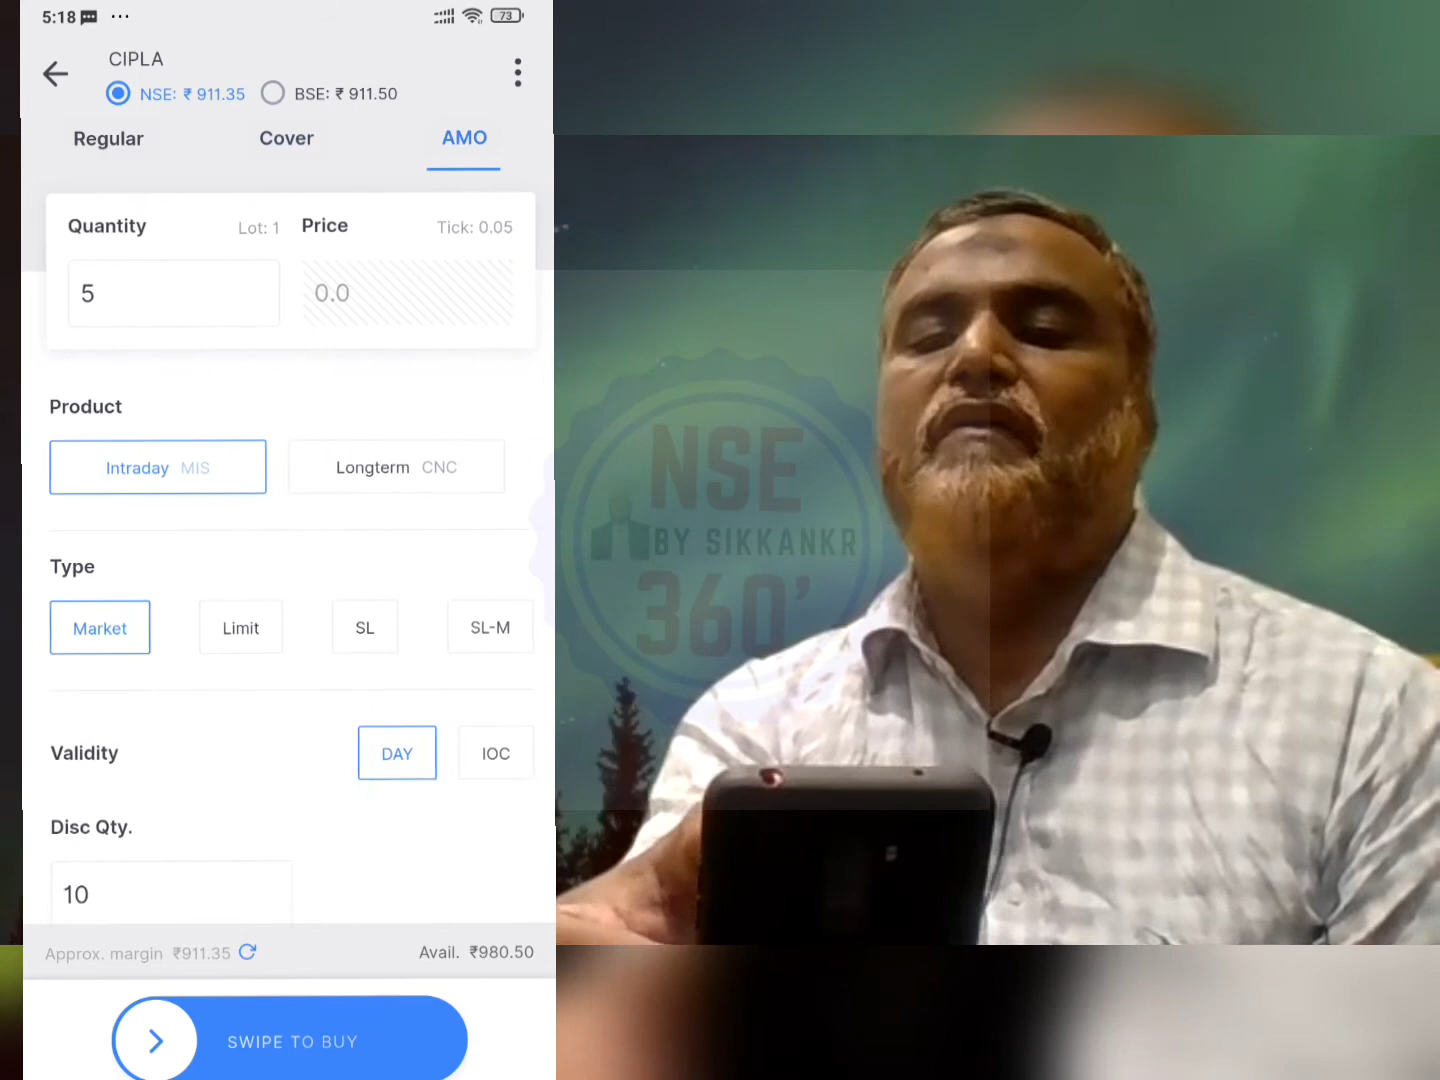 5:18 ...
73
CIPLA
NSE: ₹ 911.35 BSE: ₹ 911.50
Regular Cover AMO
Quantity Lot: 1 Price Tick: 0.05
5 0.0
Product
Intraday MIS Longterm CNC
Type
Market Limit SL SL-M
Validity DAY IOC
Disc Qty.
10
Approx. margin ₹911.35 Avail. ₹980.50
SWIPE TO BUY
NSE
BY SIKKANKR
360'